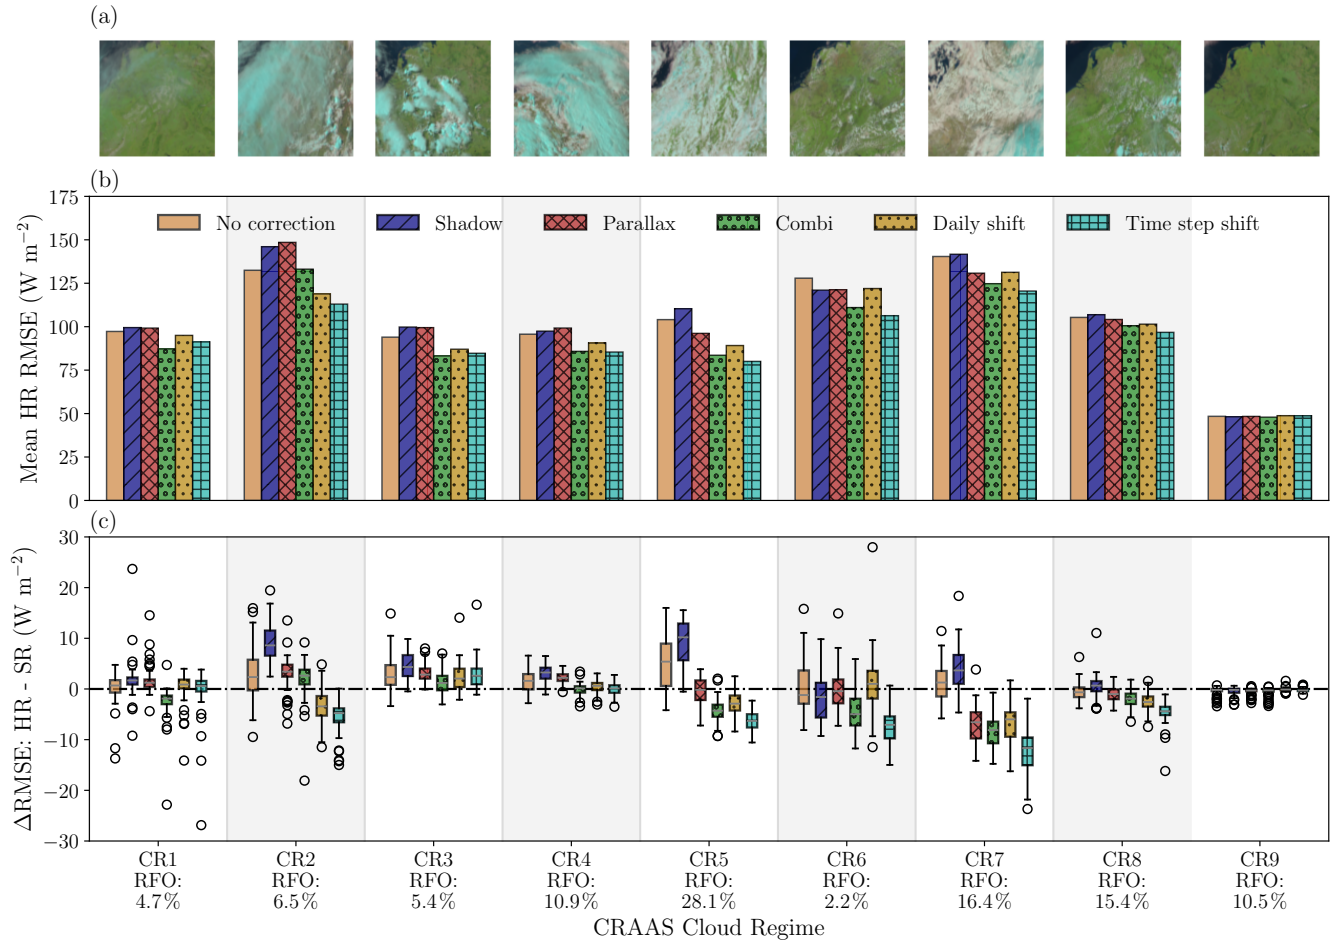 (a)
(b)
No correction Shadow Parallax Combi Daily shift Time step shift
Mean HR RMSE (W m−2)
175
150
125
100
75
50
25
0
(c)
ΔRMSE: HR - SR (W m−2)
30
20
10
0
−10
−20
−30
CR1 CR2 CR3 CR4 CR5 CR6 CR7 CR8 CR9
RFO: RFO: RFO: RFO: RFO: RFO: RFO: RFO: RFO:
4.7% 6.5% 5.4% 10.9% 28.1% 2.2% 16.4% 15.4% 10.5%
CRAAS Cloud Regime